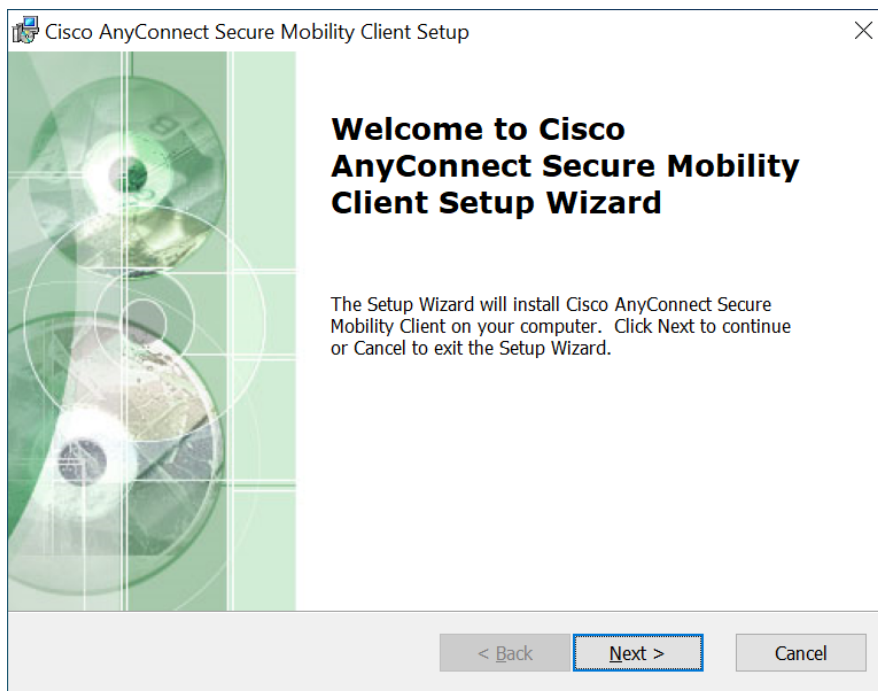 Cisco AnyConnect Secure Mobility Client Setup
Welcome to Cisco
AnyConnect Secure Mobility
Client Setup Wizard
The Setup Wizard will install Cisco AnyConnect Secure
Mobility Client on your computer.  Click Next to continue
or Cancel to exit the Setup Wizard.
< Back
Next >
Cancel